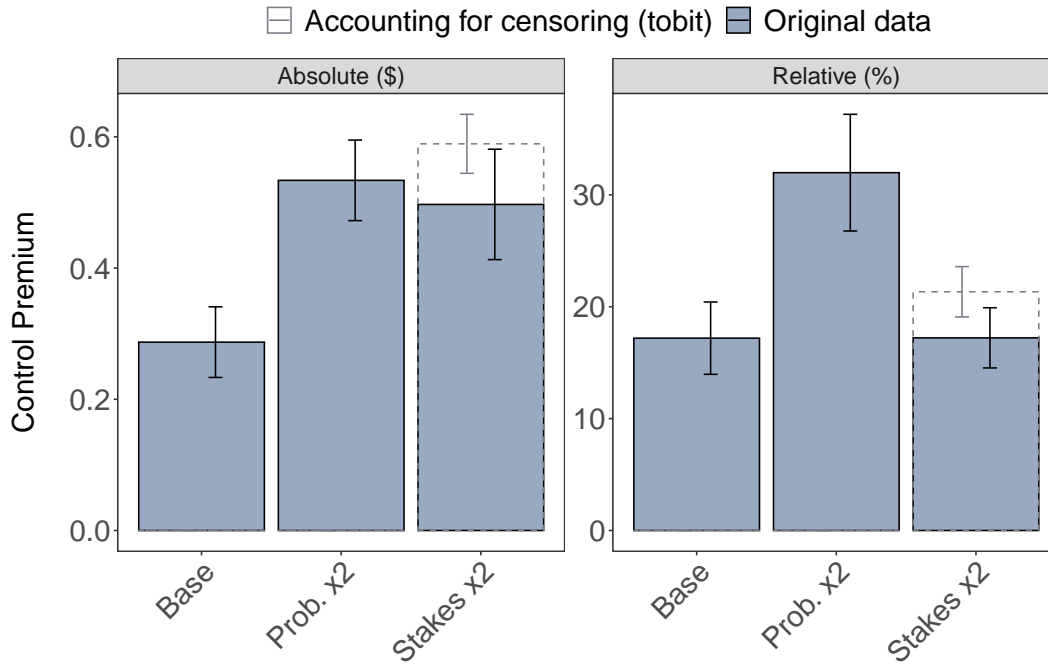 Accounting for censoring (tobit) Original data
Absolute ($) Relative (%)
Control Premium
0.6
0.4
0.2
0.0
30
20
10
0
Base Prob. x2 Stakes x2 Base Prob. x2 Stakes x2